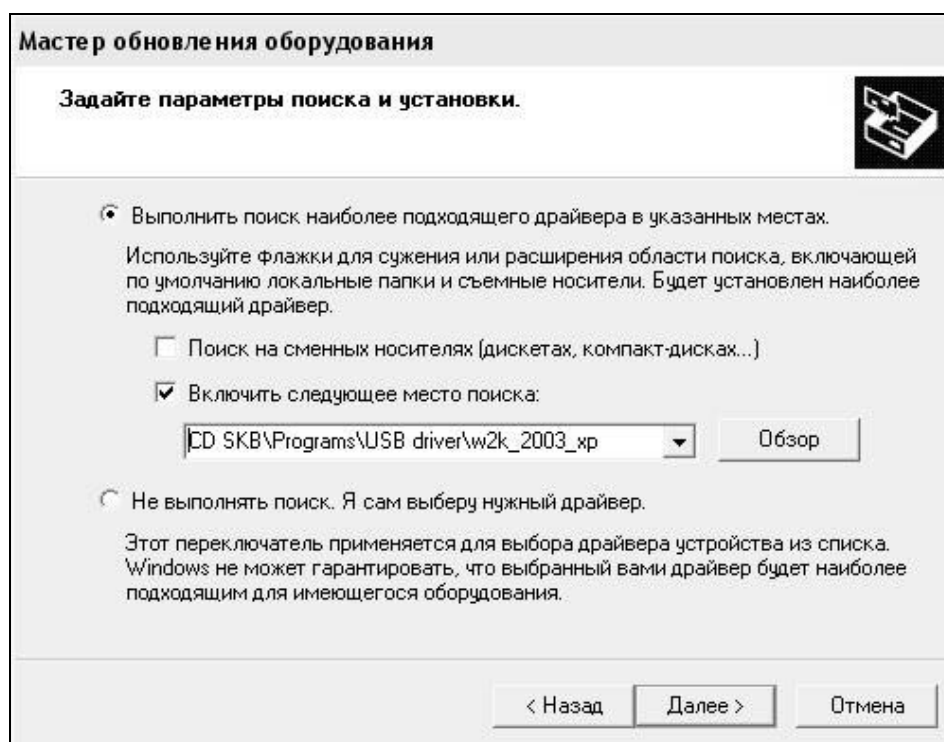 Мастер обновления оборудования
Задайте параметры поиска и установки.
Выполнить поиск наиболее подходящего драйвера в указанных местах.
Используйте флажки для сужения или расширения области поиска, включающей
по умолчанию локальные папки и съемные носители. Будет установлен наиболее
подходящий драйвер.
Поиск на сменных носителях (дискетах, компакт-дисках...)
Включить следующее место поиска:
CD SKB\Programs\USB driver\w2k_2003_xp
Обзор
Не выполнять поиск. Я сам выберу нужный драйвер.
Этот переключатель применяется для выбора драйвера устройства из списка.
Windows не может гарантировать, что выбранный вами драйвер будет наиболее
подходящим для имеющегося оборудования.
< Назад Далее > Отмена